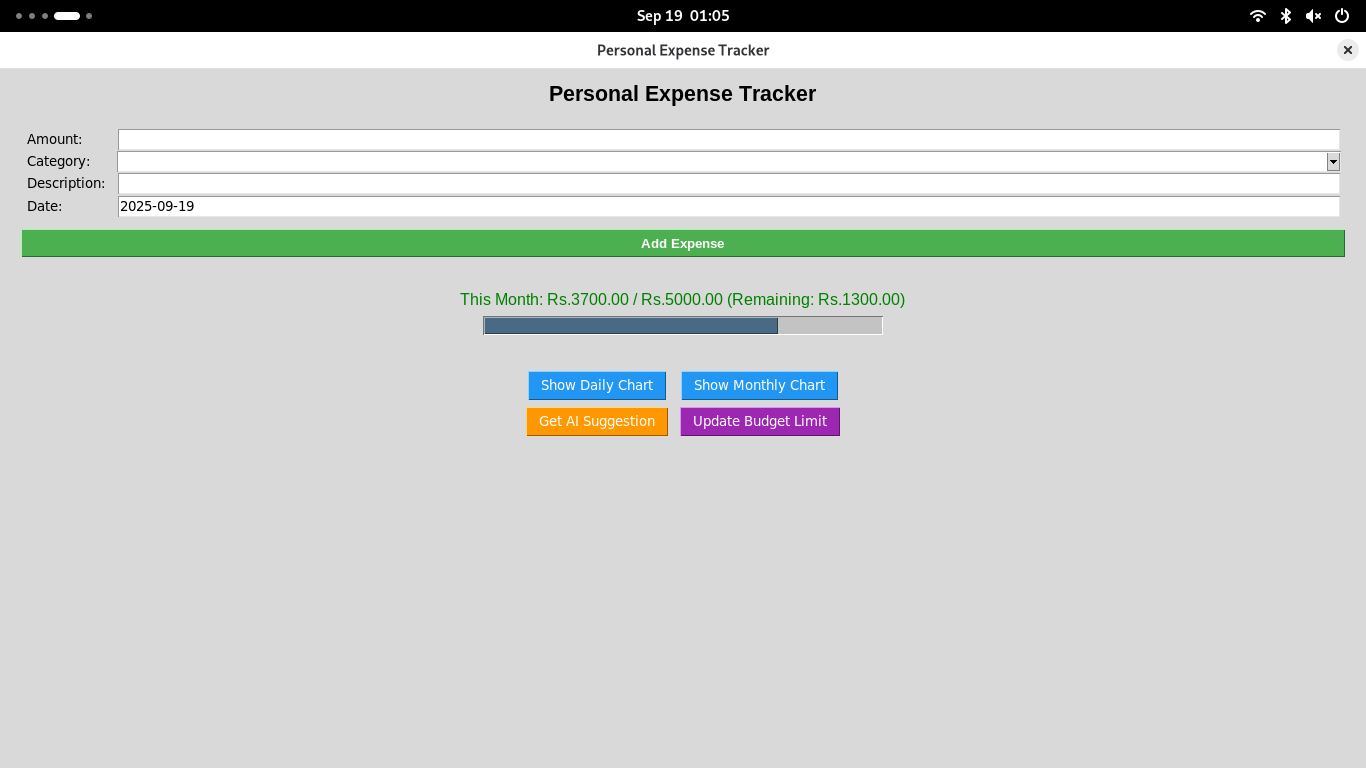 Sep 19 01:05
Personal Expense Tracker
Personal Expense Tracker
Amount:
Category:
Description:
Date: 2025-09-19
Add Expense
This Month: Rs.3700.00 / Rs.5000.00 (Remaining: Rs.1300.00)
Show Daily Chart Show Monthly Chart
Get AI Suggestion Update Budget Limit